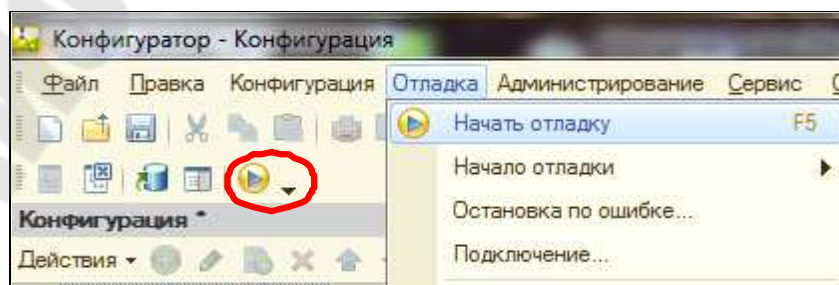 Конфигуратор - Конфигурация
Файл Правка Конфигурация Отладка Администрирование Сервис
Начать отладку F5
Начало отладки
Остановка по ошибке...
Подключение...
Конфигурация *
Действия